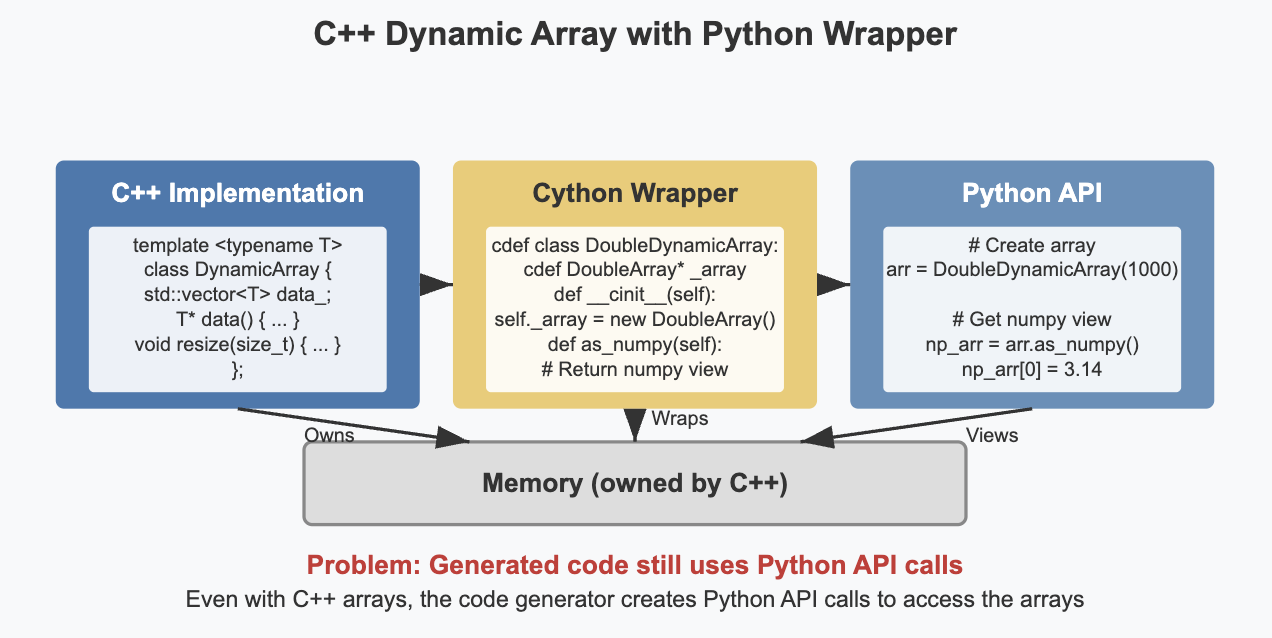 C++ Dynamic Array with Python Wrapper
C++ Implementation
template <typename T>
class DynamicArray {
std::vector<T> data_;
T* data() { ... }
void resize(size_t) { ... }
};
Cython Wrapper
cdef class DoubleDynamicArray:
cdef DoubleArray* _array
def __cinit__(self):
self._array = new DoubleArray()
def as_numpy(self):
# Return numpy view
Python API
# Create array
arr = DoubleDynamicArray(1000)
# Get numpy view
np_arr = arr.as_numpy()
np_arr[0] = 3.14
Owns
Wraps
Views
Memory (owned by C++)
Problem: Generated code still uses Python API calls
Even with C++ arrays, the code generator creates Python API calls to access the arrays